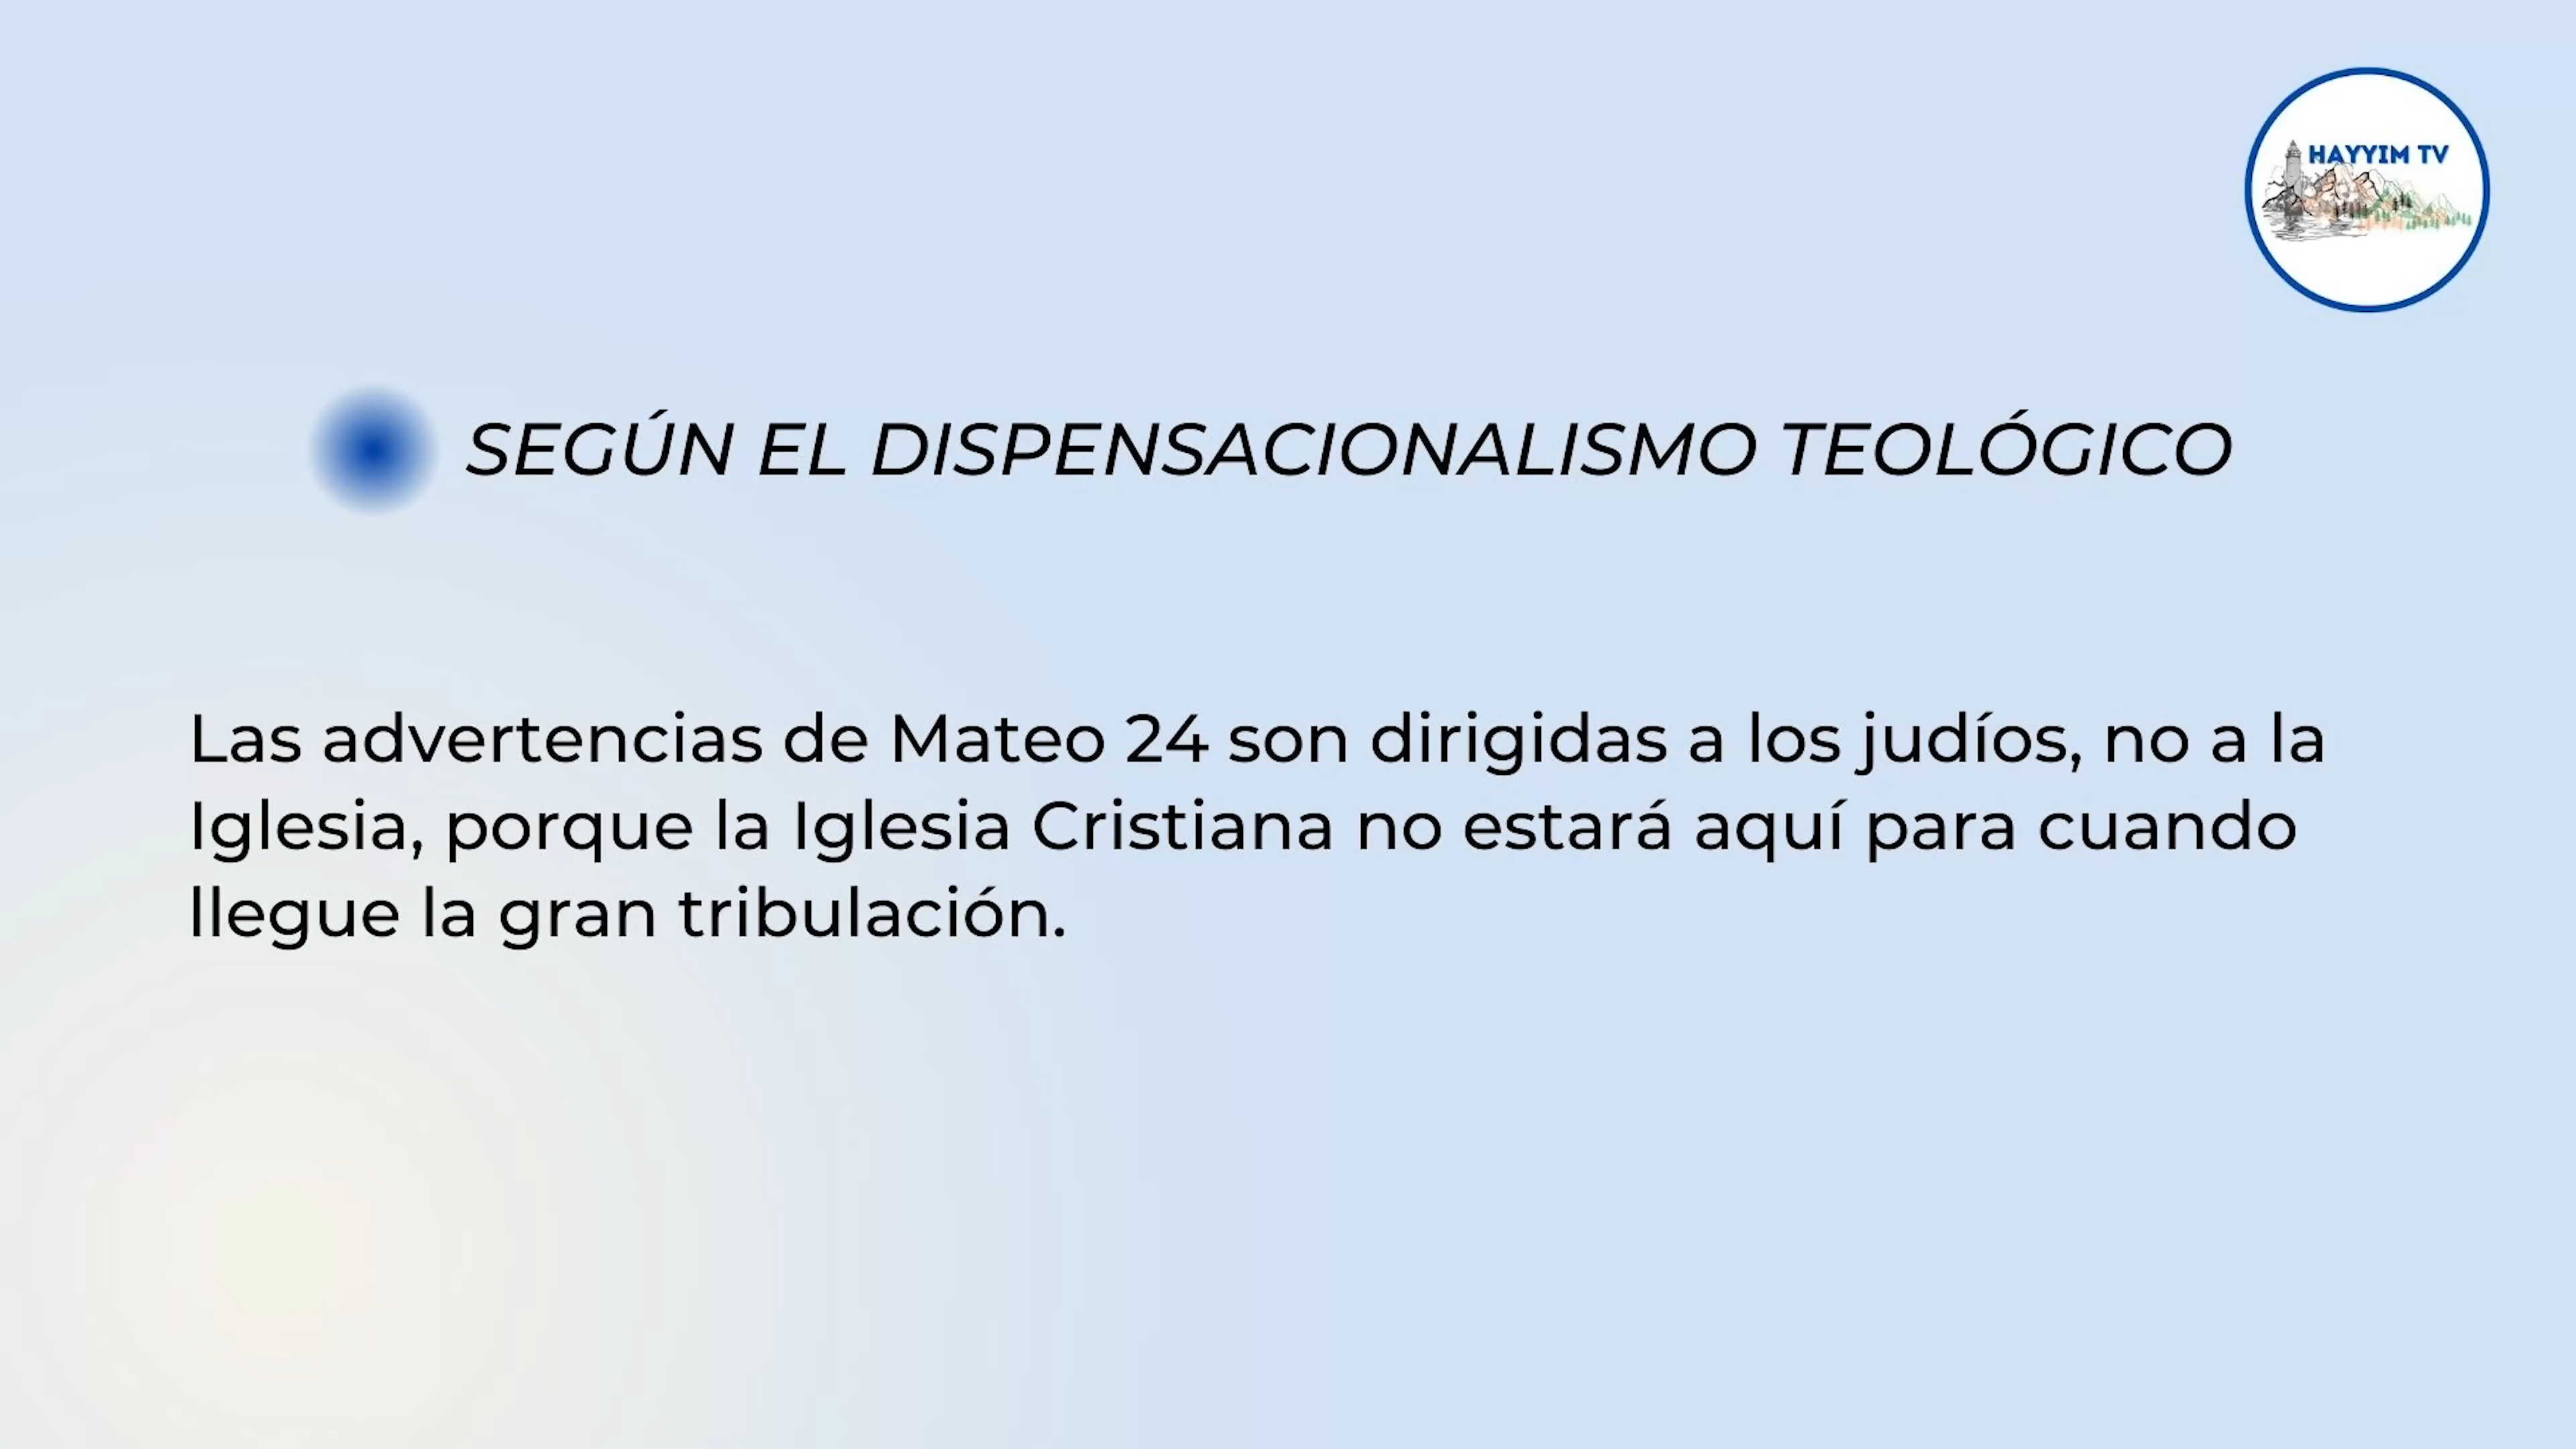 HAYYIM TV
SEGÚN EL DISPENSACIONALISMO TEOLÓGICO
Las advertencias de Mateo 24 son dirigidas a los judíos, no a la
Iglesia, porque la Iglesia Cristiana no estará aquí para cuando
llegue la gran tribulación.